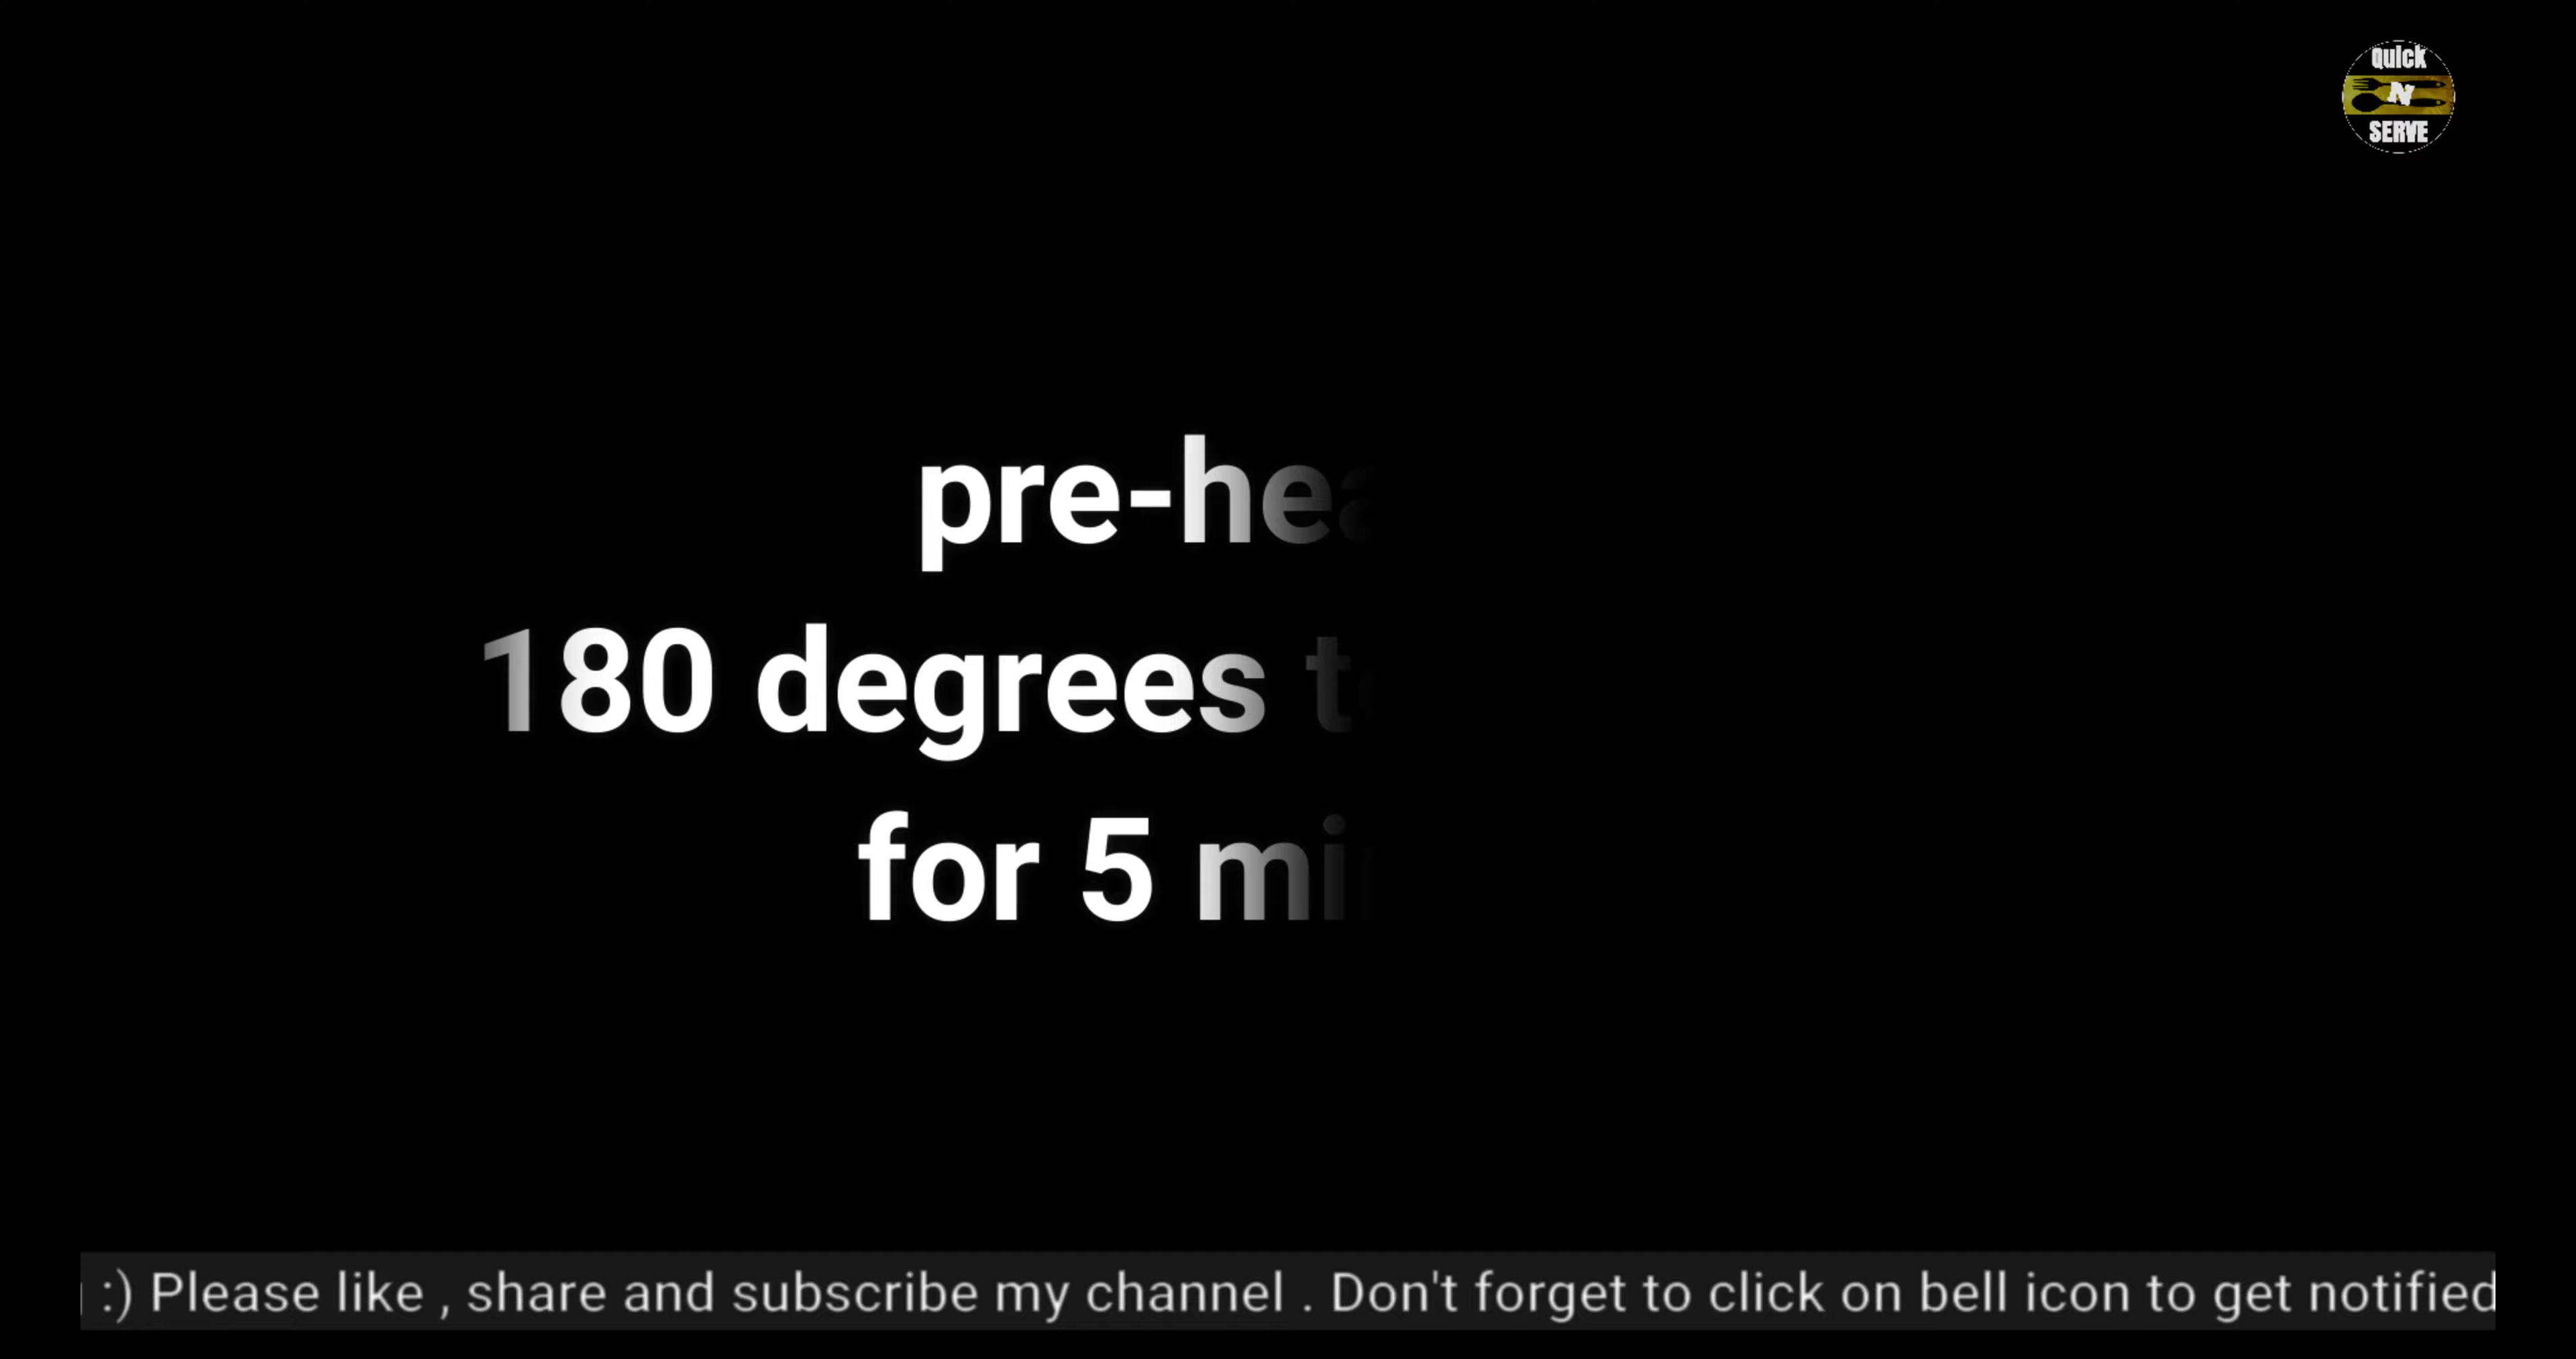 Quick
N
SERVE
pre-hea
180 degrees
for 5
:) Please like , share and subscribe my channel . Don't forget to click on bell icon to get notified